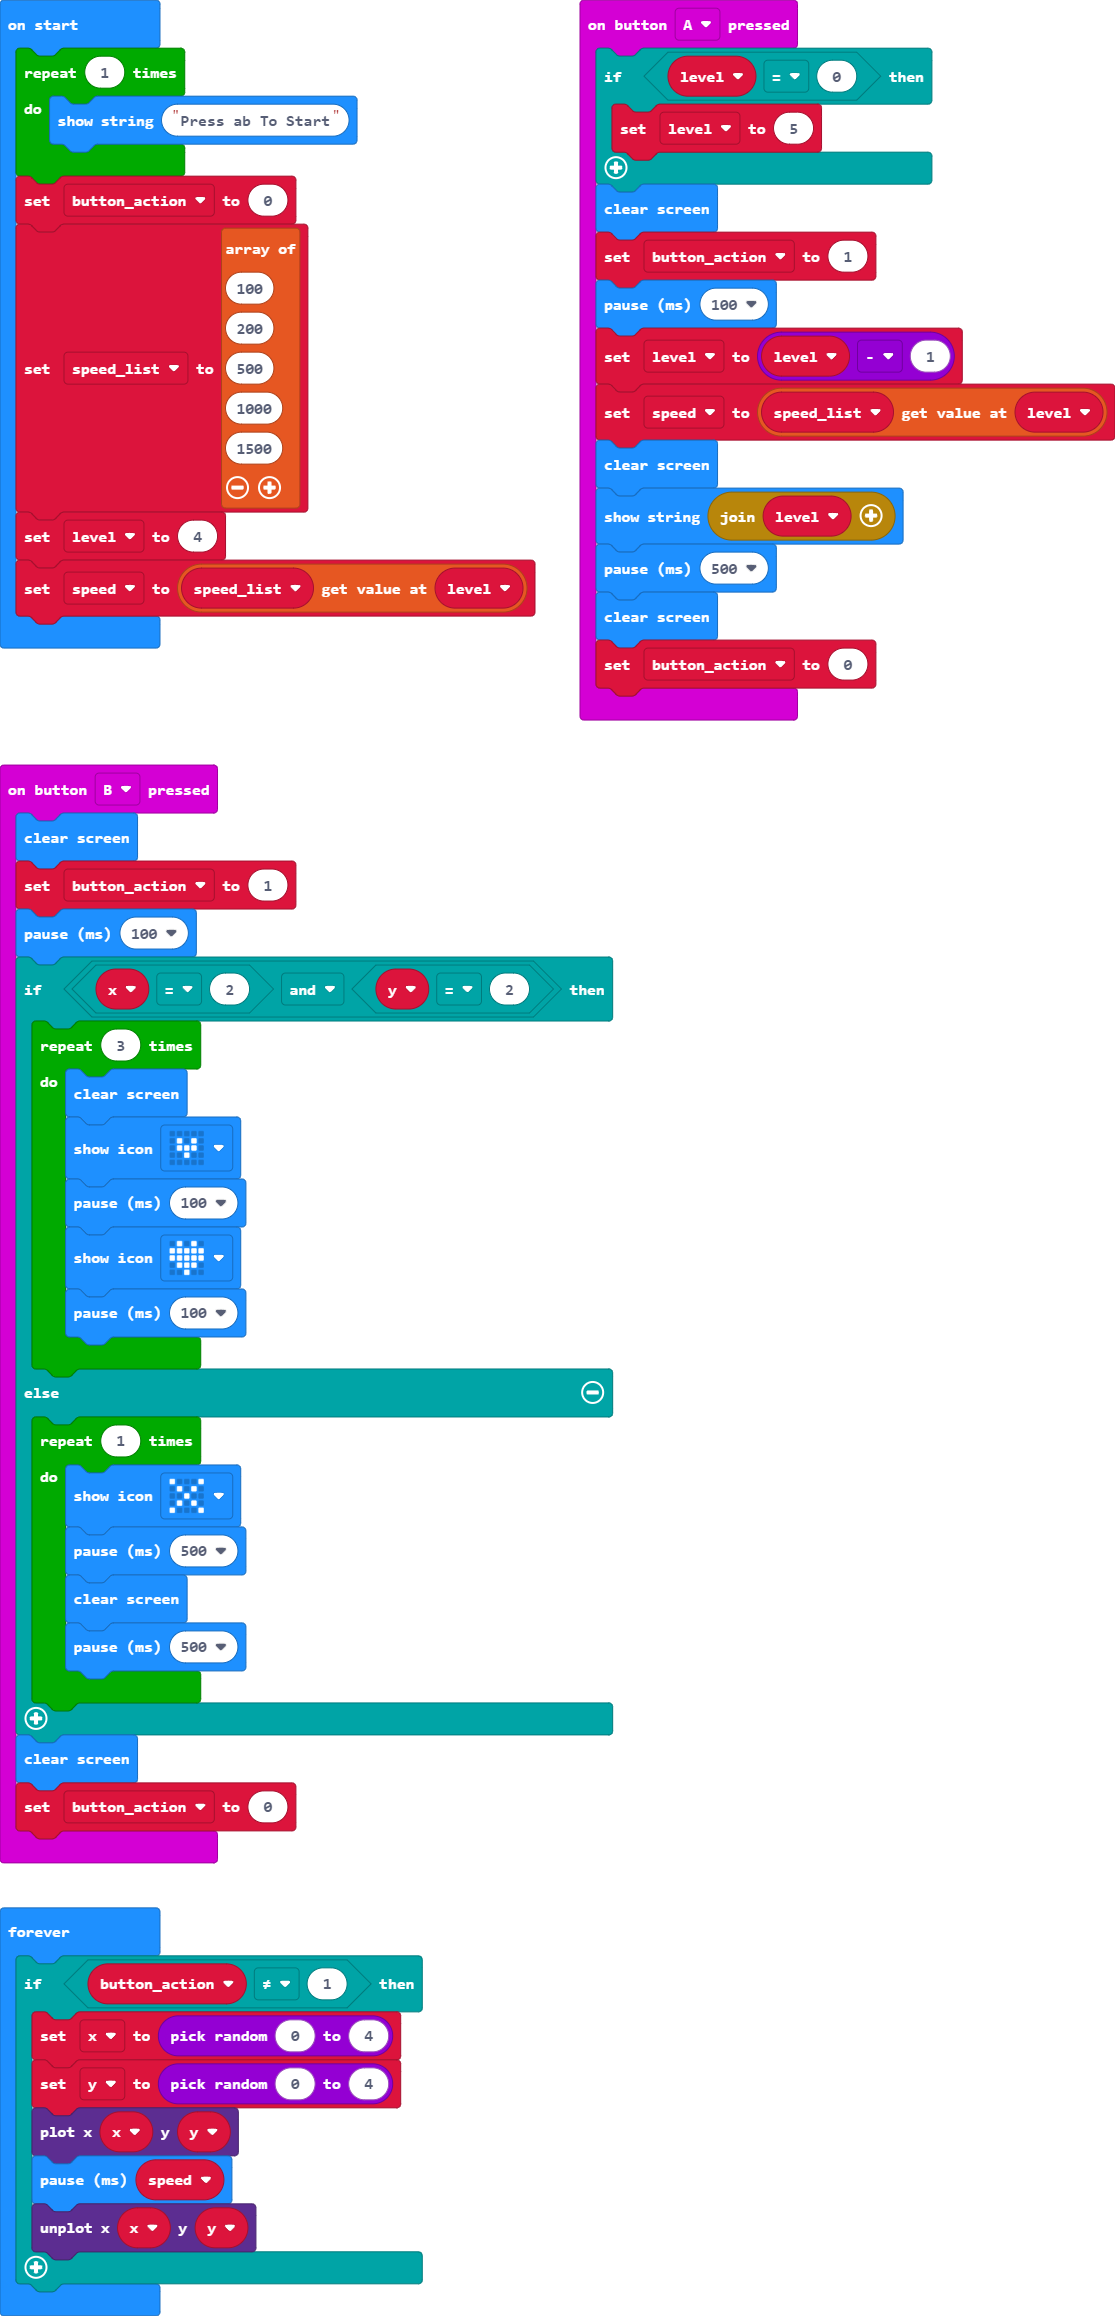 on start
repeat 1 times
do
show string "Press ab To Start"
set button_action to 0
set speed_list to array of
100
200
500
1000
1500
set level to 4
set speed to speed_list get value at level
on button A pressed
if level = 0 then
set level to 5
clear screen
set button_action to 1
pause (ms) 100
set level to level - 1
set speed to speed_list get value at level
clear screen
show string join level
pause (ms) 500
clear screen
set button_action to 0
on button B pressed
clear screen
set button_action to 1
pause (ms) 100
if x = 2 and y = 2 then
repeat 3 times
do
clear screen
show icon
pause (ms) 100
show icon
pause (ms) 100
else
repeat 1 times
do
show icon
pause (ms) 500
clear screen
pause (ms) 500
clear screen
set button_action to 0
forever
if button_action ≠ 1 then
set x to pick random 0 to 4
set y to pick random 0 to 4
plot x x y y
pause (ms) speed
unplot x x y y